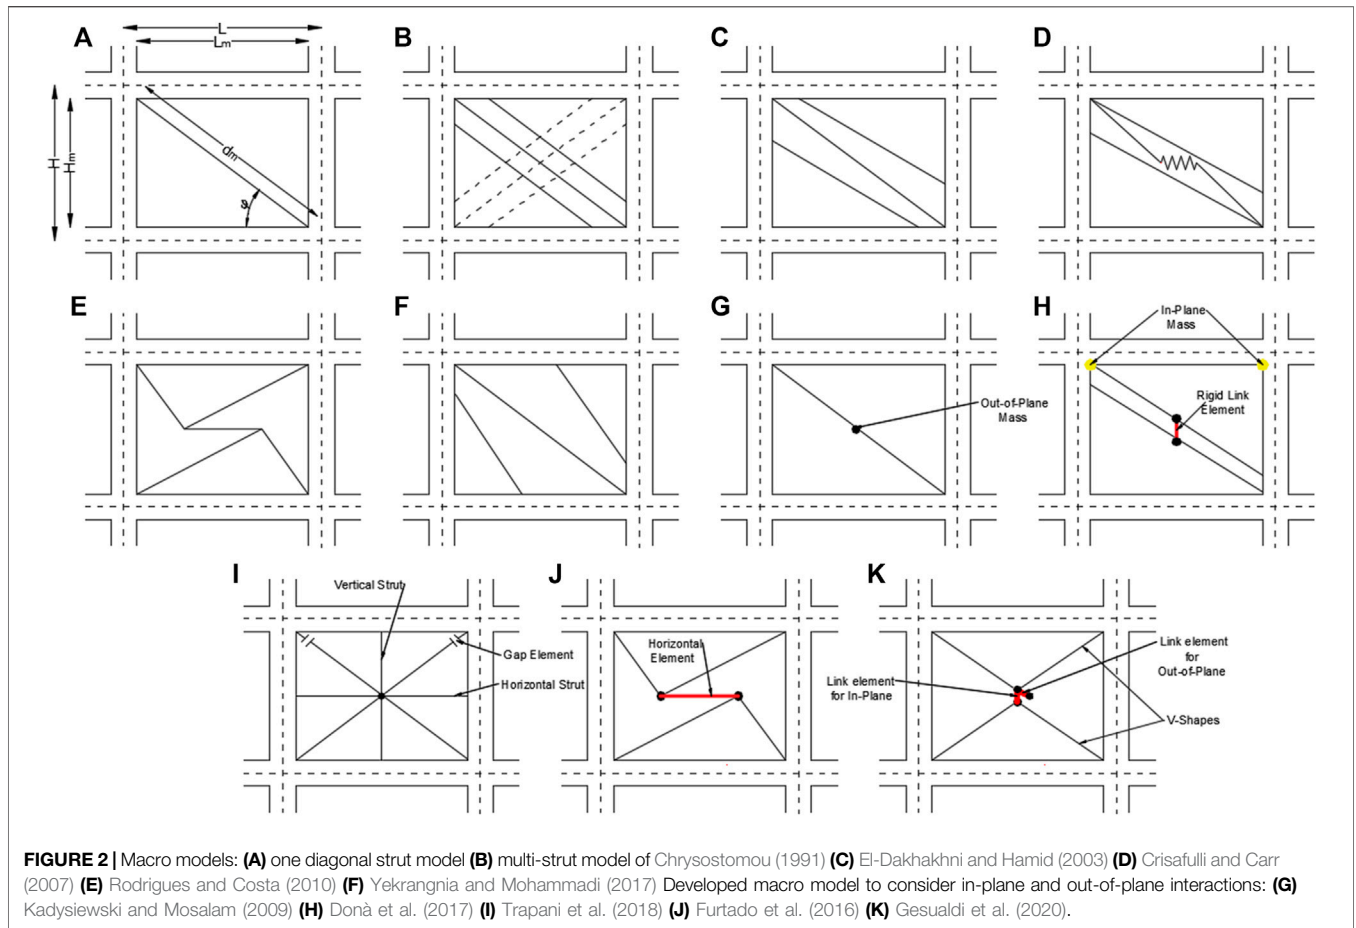 A
L
Lm
H
Hm
dm
ϑ
B
C
D
E
F
G
Out-of-Plane
Mass
H
In-Plane
Mass
Rigid Link
Element
I
Vertical Strut
Gap Element
Horizontal Strut
J
Horizontal
Element
K
Link element
for In-Plane
Link element
for
Out-of-Plane
V-Shapes
FIGURE 2 | Macro models: (A) one diagonal strut model (B) multi-strut model of Chrysostomou (1991) (C) El-Dakhakhni and Hamid (2003) (D) Crisafulli and Carr
(2007) (E) Rodrigues and Costa (2010) (F) Yekrangnia and Mohammadi (2017) Developed macro model to consider in-plane and out-of-plane interactions: (G)
Kadysiewski and Mosalam (2009) (H) Donà et al. (2017) (I) Trapani et al. (2018) (J) Furtado et al. (2016) (K) Gesualdi et al. (2020).